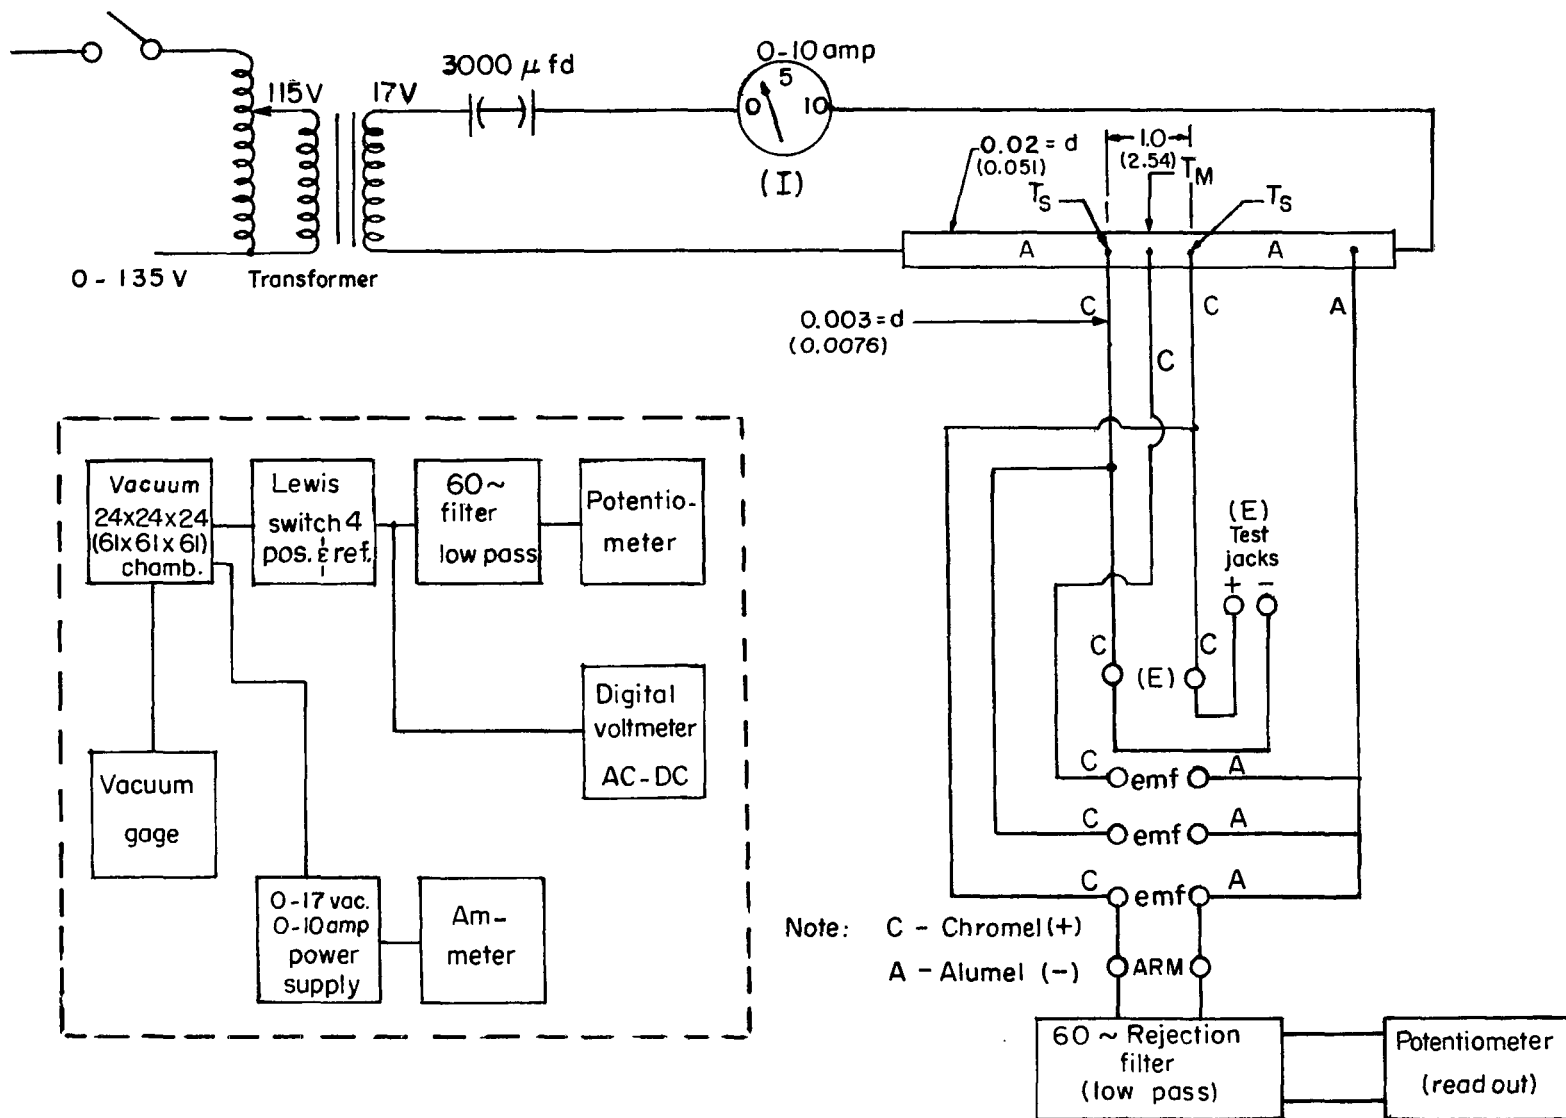 0-10 amp
3000 μ fd
5
115V
17V
0
10
(I)
0-135 V
Transformer
0.02 = d
(0.051)
1.0
(2.54)
TM
TS
TS
A
A
C
C
A
0.003 = d
(0.0076)
C
Vacuum
24x24x24
(61x61x61)
chamb.
Lewis
switch 4
pos. & ref.
60~
filter
low pass
Potentio-
meter
Digital
voltmeter
AC-DC
Vacuum
gage
0-17 vac.
0-10 amp
power
supply
Am-
meter
(E)
Test
jacks
+ -
C
C
(E)
C emf A
C emf A
C emf A
Note: C - Chromel (+)
A - Alumel (-)
ARM
60 ~ Rejection
filter
(low pass)
Potentiometer
(read out)